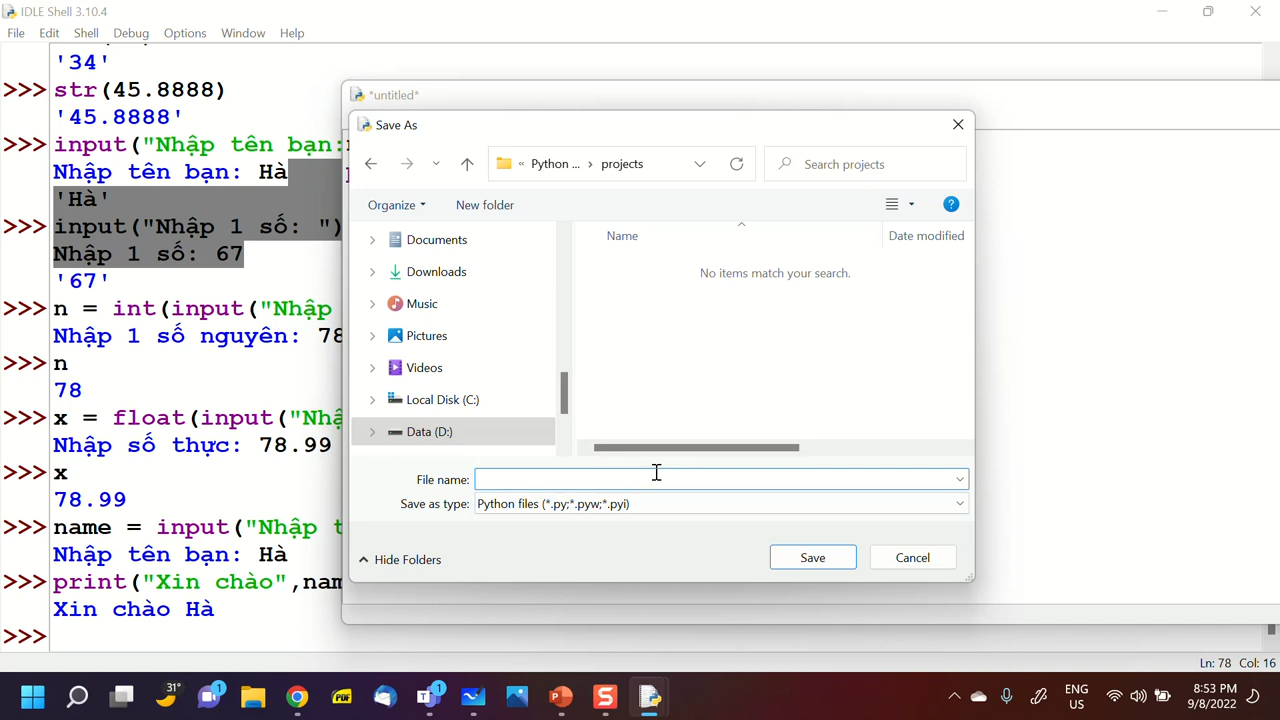 IDLE Shell 3.10.4
File Edit Shell Debug Options Window Help
'34'
>>> str(45.8888)
'45.8888'
>>> input("Nhập tên bạn:
Nhập tên bạn: Hà
'Hà'
>>> input("Nhập 1 số: ")
Nhập 1 số: 67
'67'
>>> n = int(input("Nhập
Nhập 1 số nguyên: 78
>>> n
78
>>> x = float(input("Nhậ
Nhập số thực: 78.99
>>> x
78.99
>>> name = input("Nhập t
Nhập tên bạn: Hà
>>> print("Xin chào",nam
Xin chào Hà
>>>
*untitled*
Save As
« Python ... › projects
Search projects
Organize
New folder
Documents
Downloads
Music
Pictures
Videos
Local Disk (C:)
Data (D:)
Name
Date modified
No items match your search.
File name:
Save as type: Python files (*.py;*.pyw;*.pyi)
Hide Folders
Save
Cancel
Ln: 78 Col: 16
31°
1
PDF
1
P
S
ENG
US
8:53 PM
9/8/2022